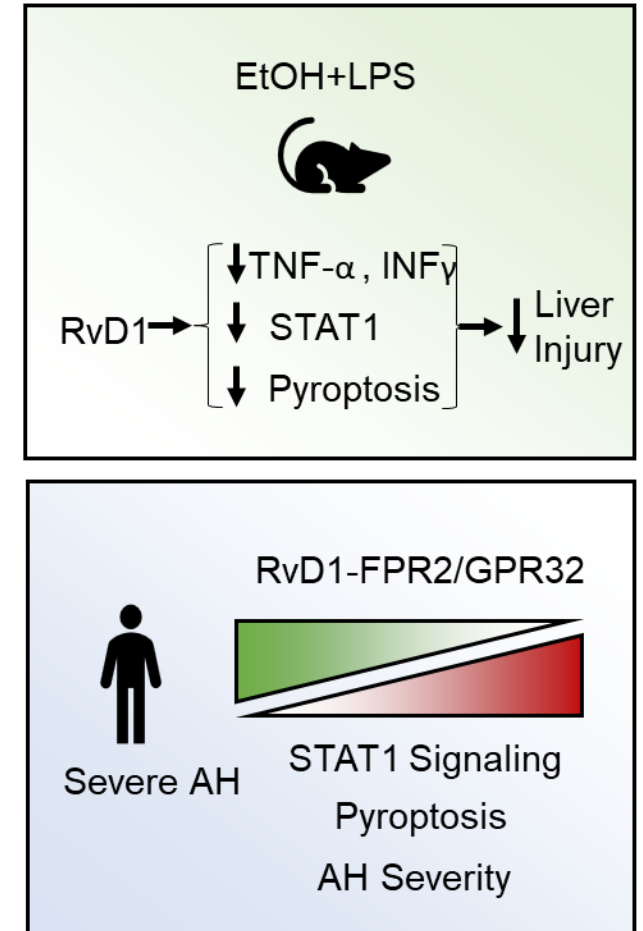 EtOH+LPS
RvD1
TNF-α , INFγ
STAT1
Pyroptosis
Liver
Injury
RvD1-FPR2/GPR32
Severe AH
STAT1 Signaling
Pyroptosis
AH Severity